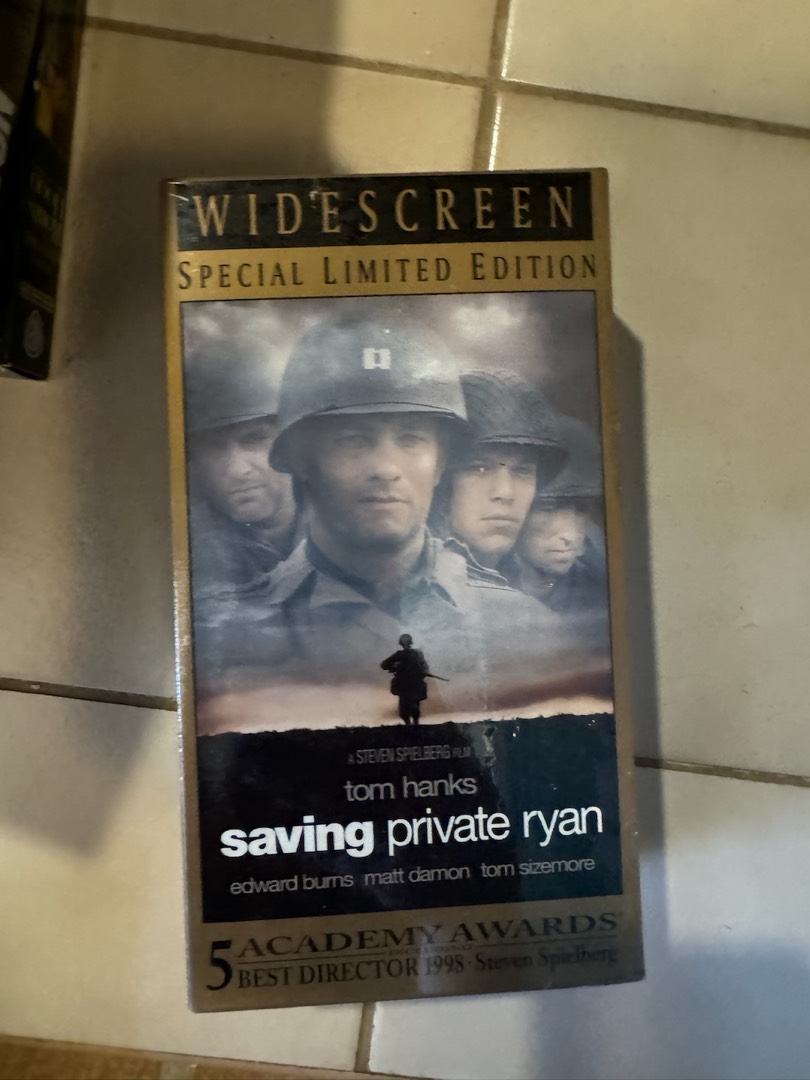 WIDESCREEN
SPECIAL LIMITED EDITION
A STEVEN SPIELBERG FILM
tom hanks
saving private ryan
edward burns matt damon tom sizemore
5 ACADEMY AWARDS®
BEST DIRECTOR 1998 · Steven Spielberg